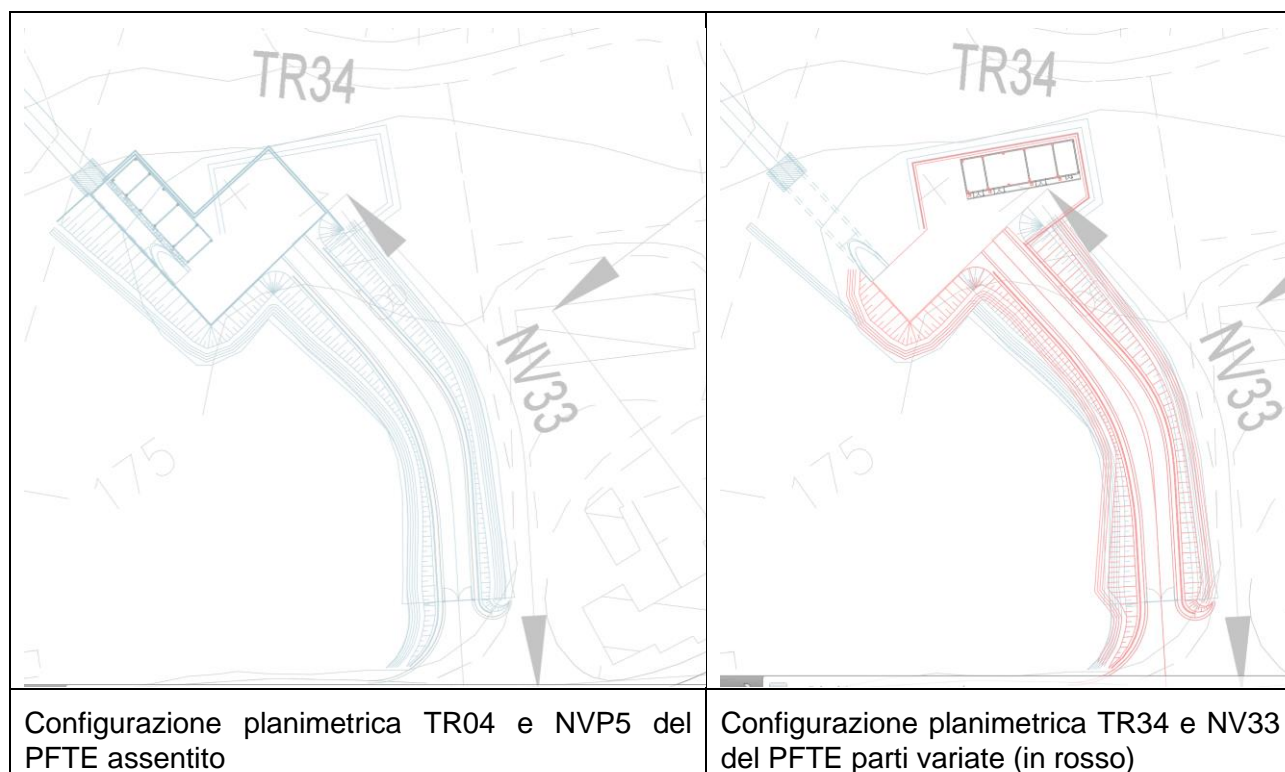 TR34
NV33
175
Configurazione planimetrica TR04 e NVP5 del
PFTE assentito
TR34
NV33
175
Configurazione planimetrica TR34 e NV33
del PFTE parti variate (in rosso)